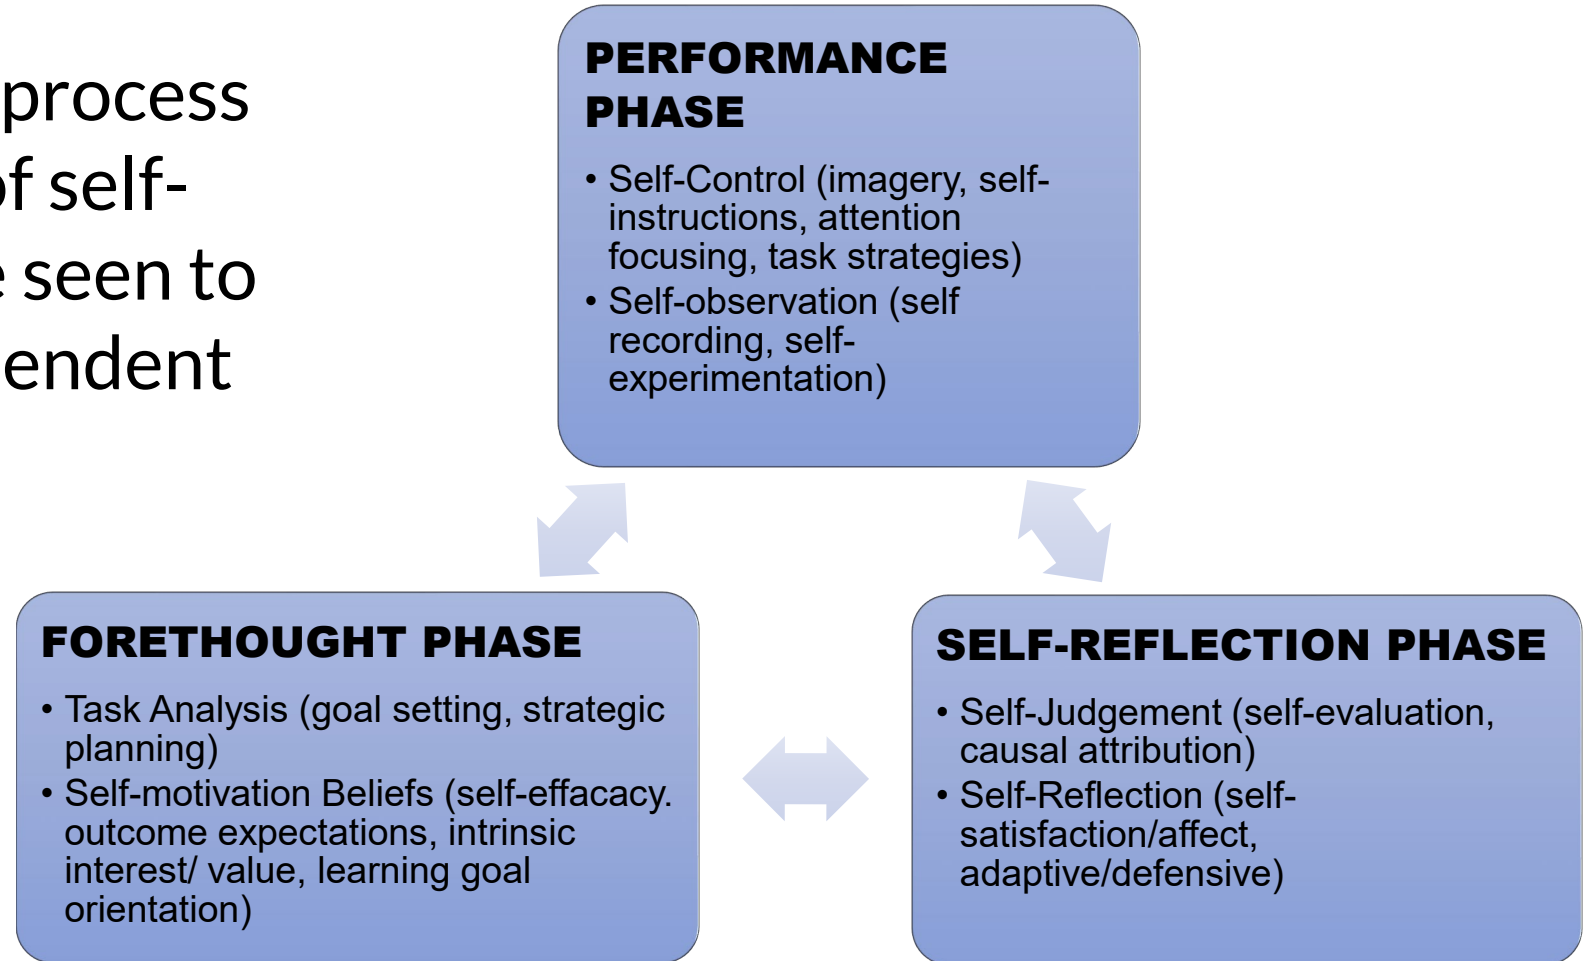 process
of self-
e seen to
endent
PERFORMANCE
PHASE
• Self-Control (imagery, self-
instructions, attention
focusing, task strategies)
• Self-observation (self
recording, self-
experimentation)
FORETHOUGHT PHASE
• Task Analysis (goal setting, strategic
planning)
• Self-motivation Beliefs (self-effacacy.
outcome expectations, intrinsic
interest/ value, learning goal
orientation)
SELF-REFLECTION PHASE
• Self-Judgement (self-evaluation,
causal attribution)
• Self-Reflection (self-
satisfaction/affect,
adaptive/defensive)